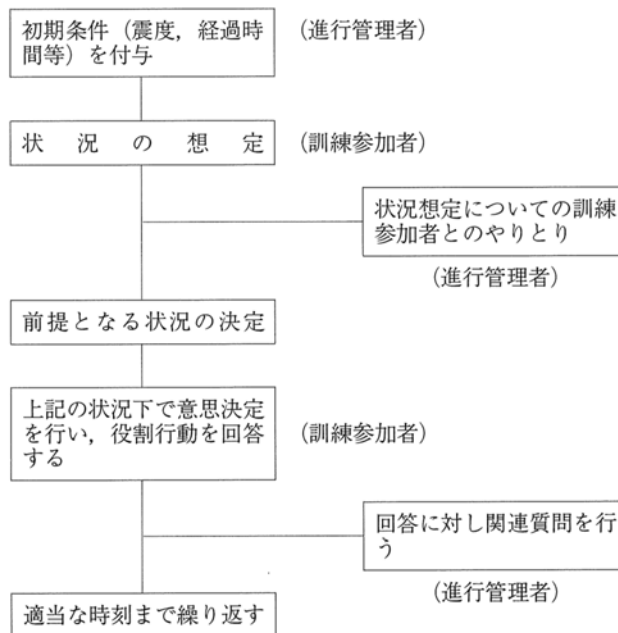 初期条件（震度，経過時
間等）を付与
（進行管理者）
状況の想定
（訓練参加者）
状況想定についての訓練
参加者とのやりとり
（進行管理者）
前提となる状況の決定
上記の状況下で意思決定
を行い，役割行動を回答
する
（訓練参加者）
回答に対し関連質問を行
う
（進行管理者）
適当な時刻まで繰り返す